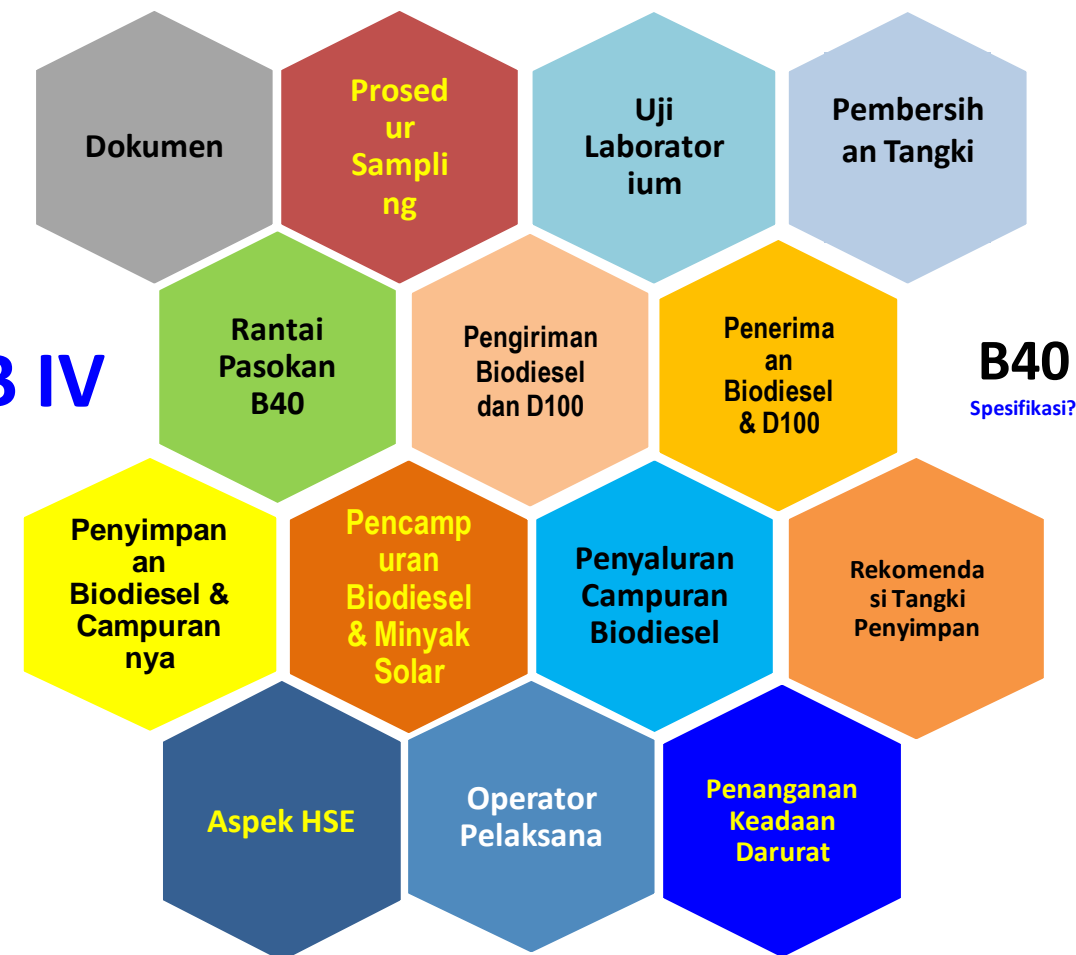 Dokumen
Prosed
ur
Sampli
ng
Uji
Laborator
ium
Pembersih
an Tangki
B IV
Rantai
Pasokan
B40
Pengiriman
Biodiesel
dan D100
Penerima
an
Biodiesel
& D100
B40
Spesifikasi?
Penyimpan
an
Biodiesel &
Campuran
nya
Pencamp
uran
Biodiesel
& Minyak
Solar
Penyaluran
Campuran
Biodiesel
Rekomenda
si Tangki
Penyimpan
Aspek HSE
Operator
Pelaksana
Penanganan
Keadaan
Darurat